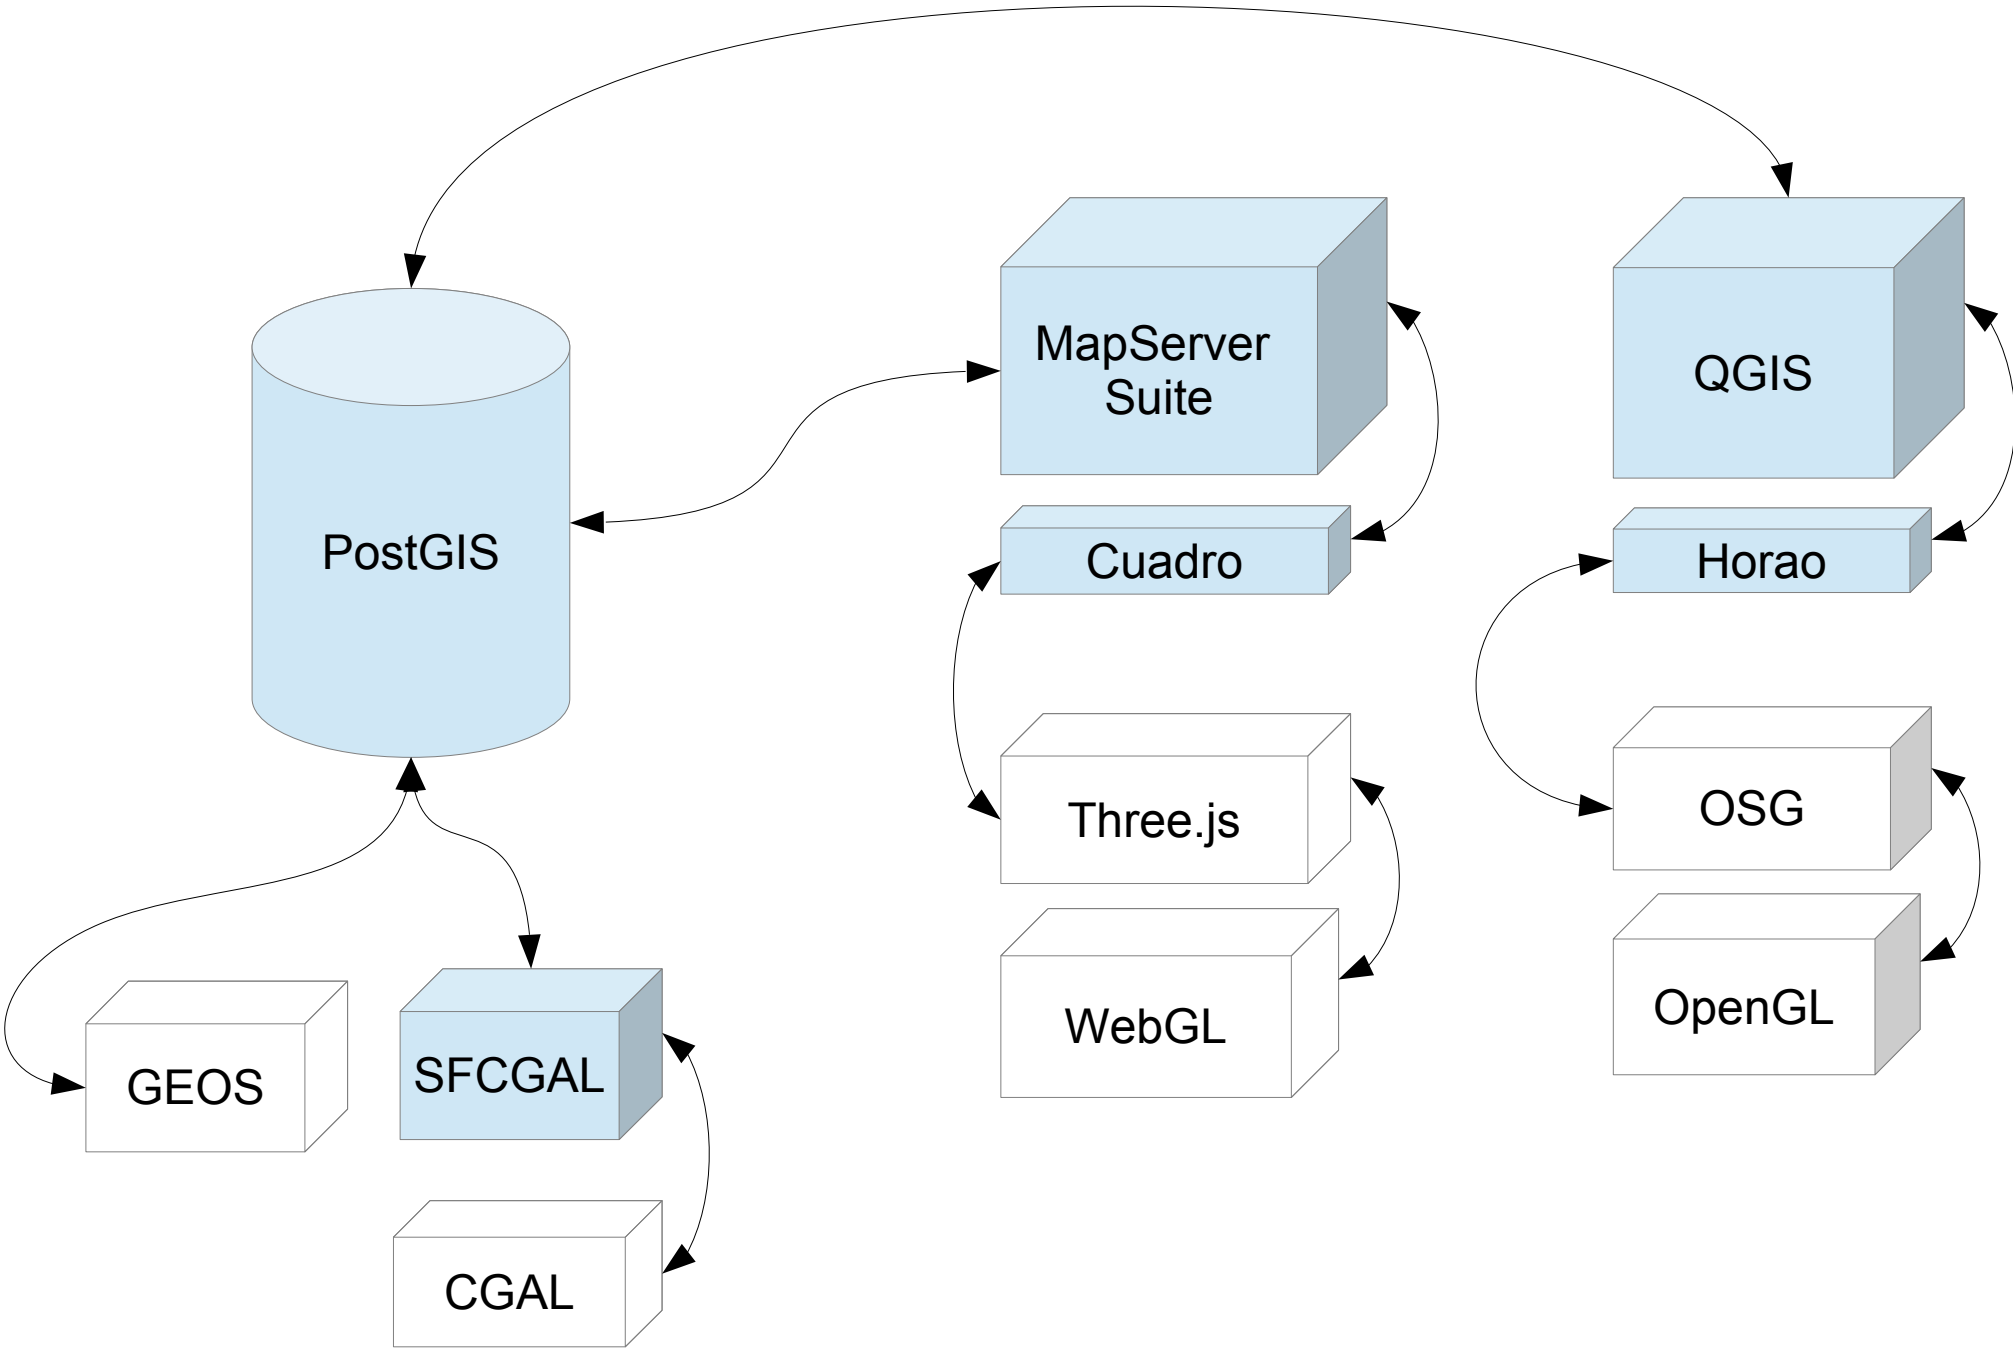 MapServer
Suite
QGIS
PostGIS
Cuadro
Horao
Three.js
OSG
WebGL
OpenGL
GEOS
SFCGAL
CGAL